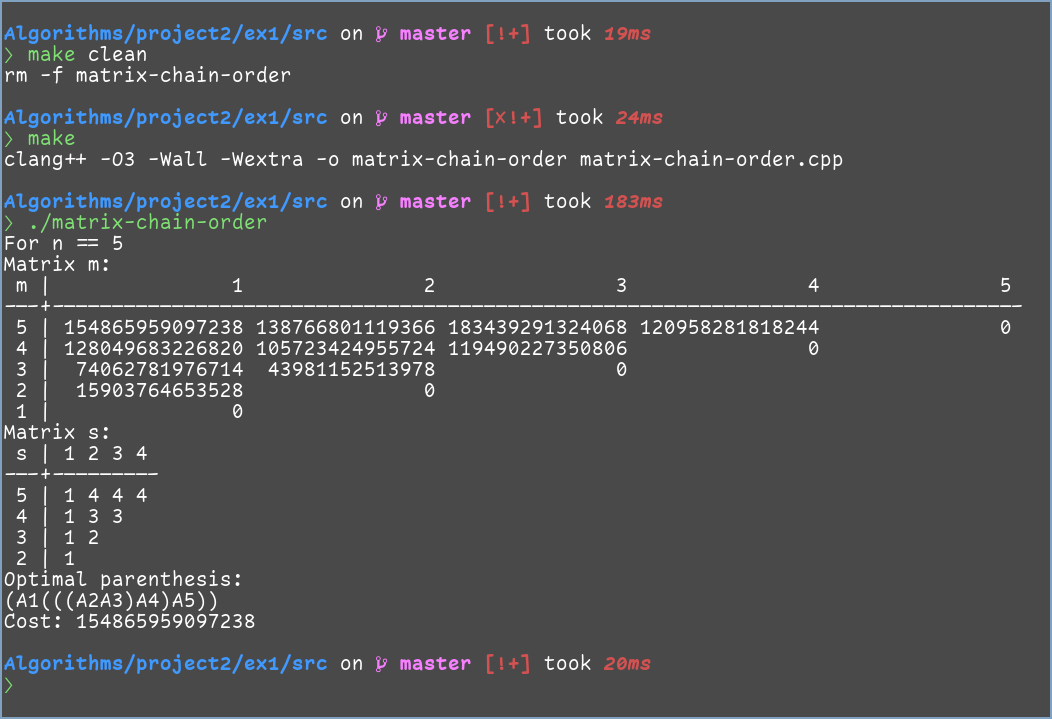 Algorithms/project2/ex1/src on master [!+] took 19ms
❯ make clean
rm -f matrix-chain-order
Algorithms/project2/ex1/src on master [✗!+] took 24ms
❯ make
clang++ -O3 -Wall -Wextra -o matrix-chain-order matrix-chain-order.cpp
Algorithms/project2/ex1/src on master [!+] took 183ms
❯ ./matrix-chain-order
For n == 5
Matrix m:
 m |               1               2               3               4               5
---+---------------------------------------------------------------------------------
 5 | 154865959097238 138766801119366 183439291324068 120958281818244               0
 4 | 128049683226820 105723424955724 119490227350806               0
 3 |  74062781976714  43981152513978               0
 2 |  15903764653528               0
 1 |               0
Matrix s:
 s | 1 2 3 4
---+---------
 5 | 1 4 4 4
 4 | 1 3 3
 3 | 1 2
 2 | 1
Optimal parenthesis:
(A1(((A2A3)A4)A5))
Cost: 154865959097238
Algorithms/project2/ex1/src on master [!+] took 20ms
❯